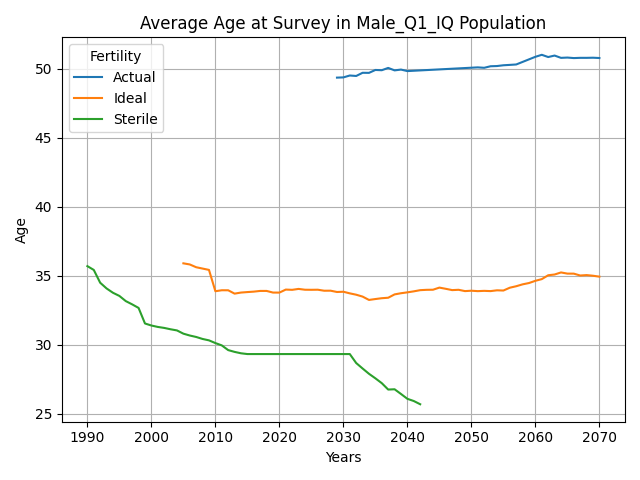 Average Age at Survey in Male_Q1_IQ Population
Fertility
Actual
Ideal
Sterile
50
45
40
35
30
25
Age
1990 2000 2010 2020 2030 2040 2050 2060 2070
Years